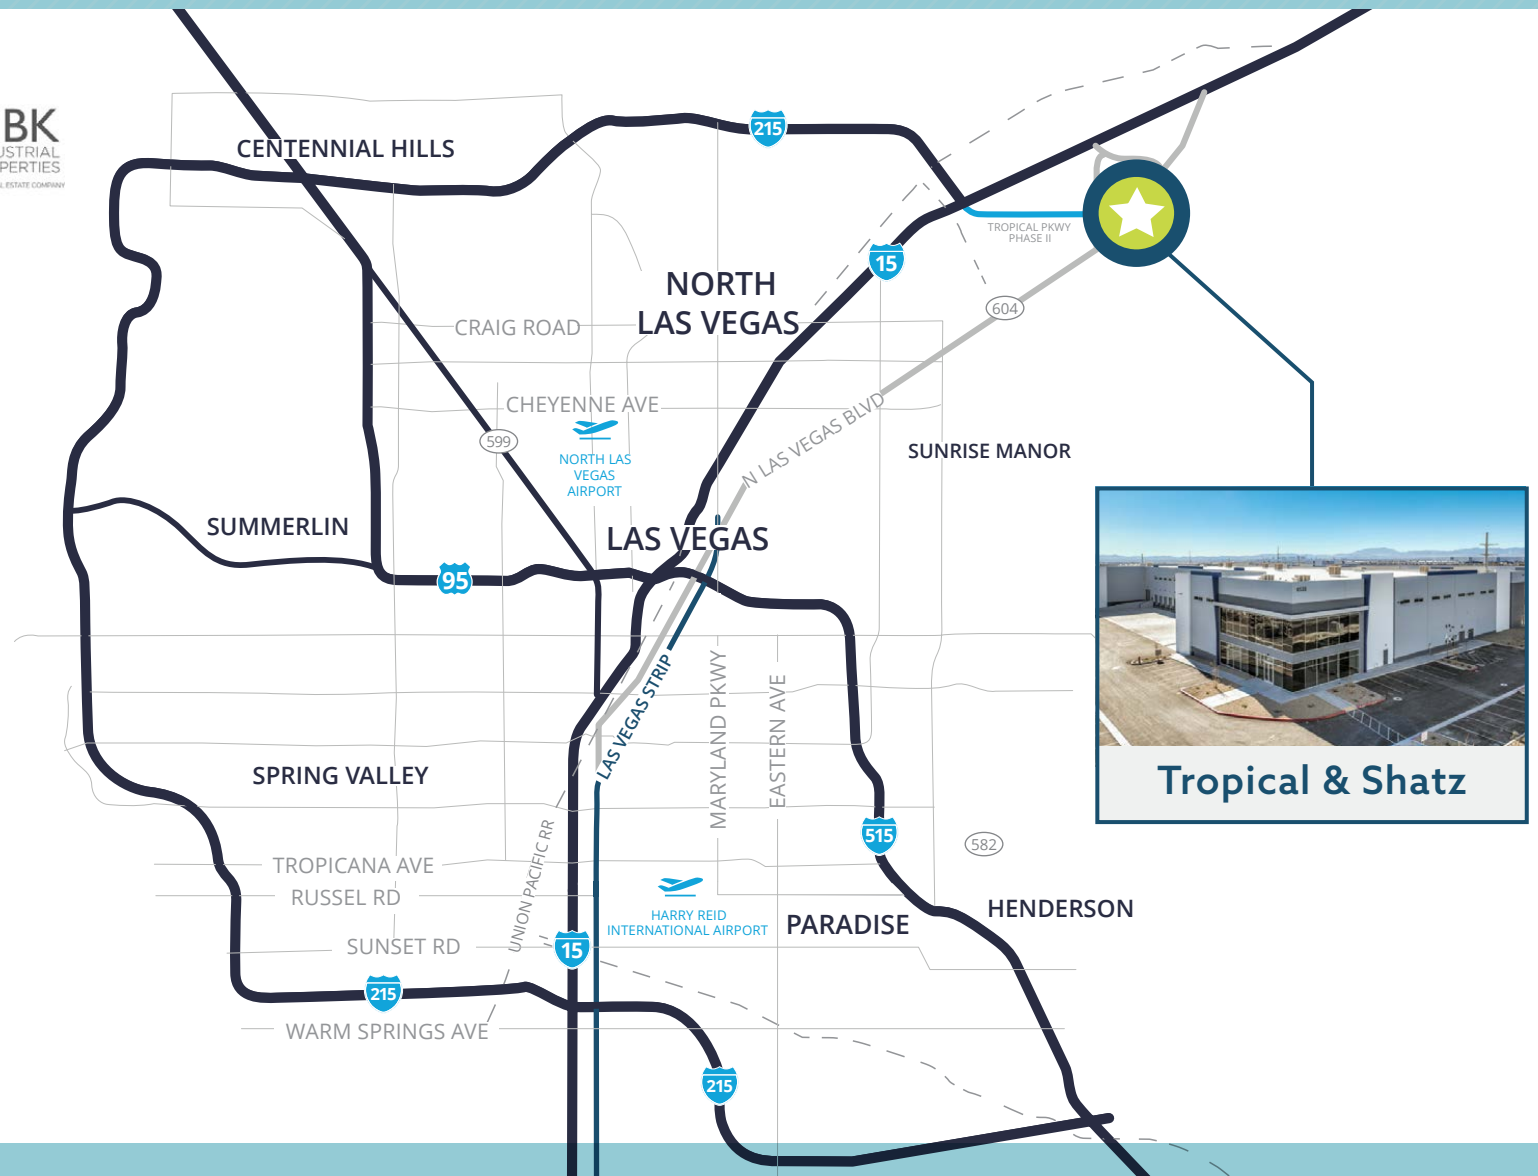 BK
USTRIAL
PERTIES
L ESTATE COMPANY
215
CENTENNIAL HILLS
TROPICAL PKWY
PHASE II
15
NORTH
LAS VEGAS
604
CRAIG ROAD
CHEYENNE AVE
N LAS VEGAS BLVD
599
NORTH LAS
VEGAS
AIRPORT
SUNRISE MANOR
SUMMERLIN
LAS VEGAS
95
LAS VEGAS STRIP
MARYLAND PKWY
EASTERN AVE
SPRING VALLEY
Tropical & Shatz
515
582
UNION PACIFIC RR
TROPICANA AVE
RUSSEL RD
HARRY REID
INTERNATIONAL AIRPORT
PARADISE
HENDERSON
SUNSET RD
15
215
WARM SPRINGS AVE
215